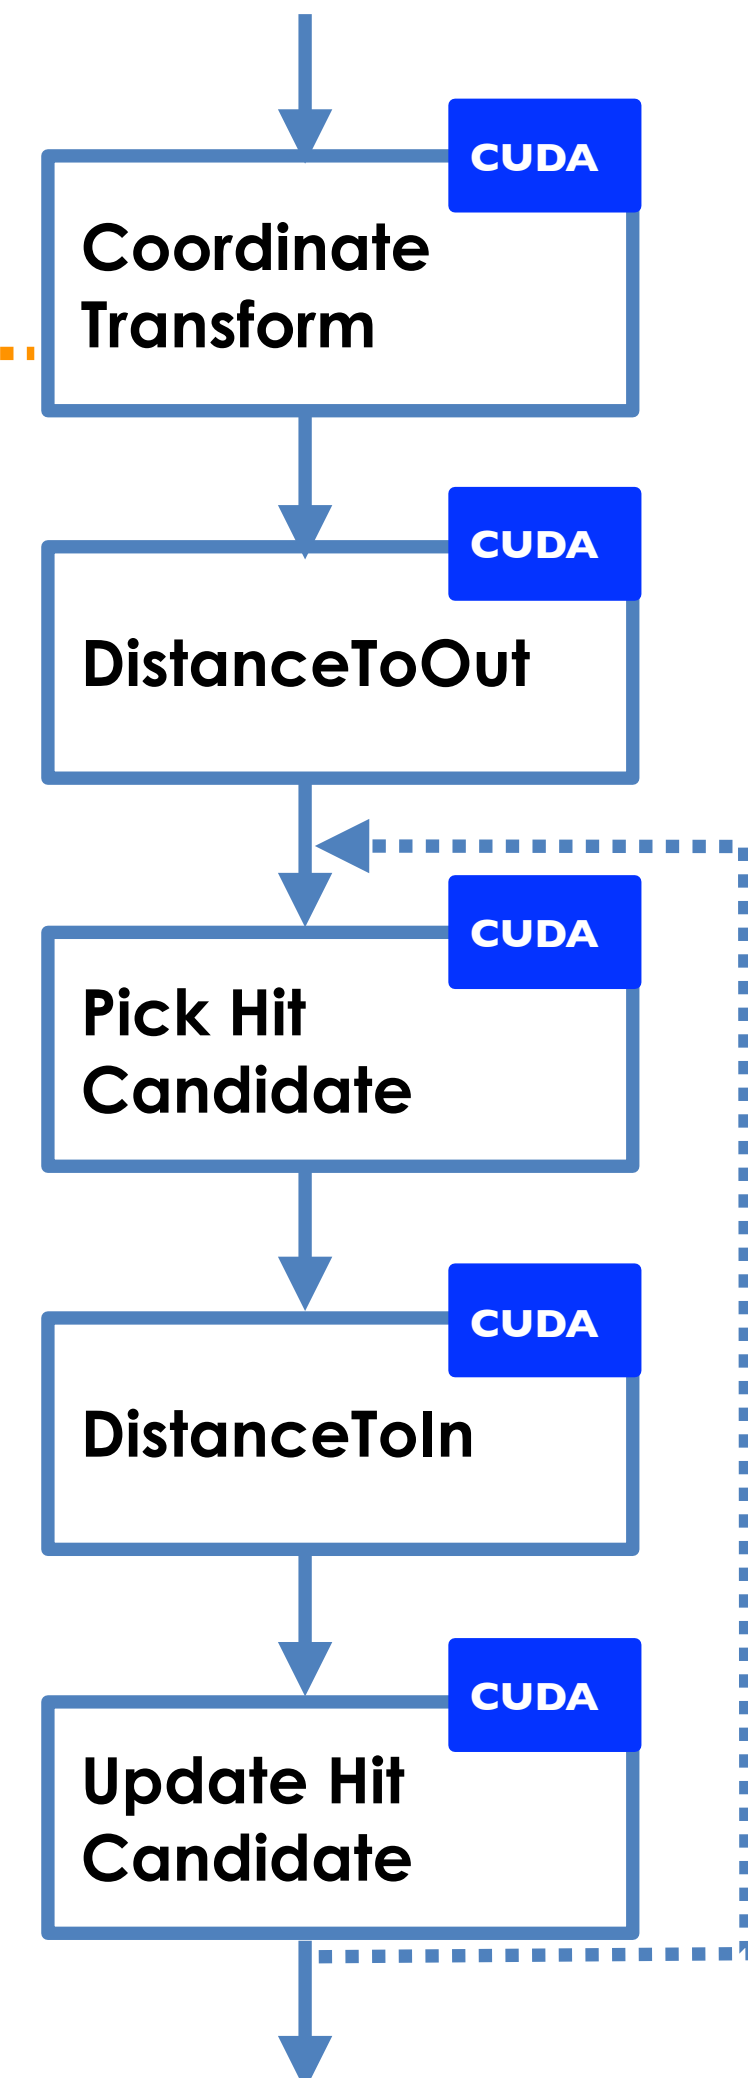 CUDA
Coordinate
Transform
CUDA
DistanceToOut
CUDA
Pick Hit
Candidate
CUDA
DistanceToIn
CUDA
Update Hit
Candidate